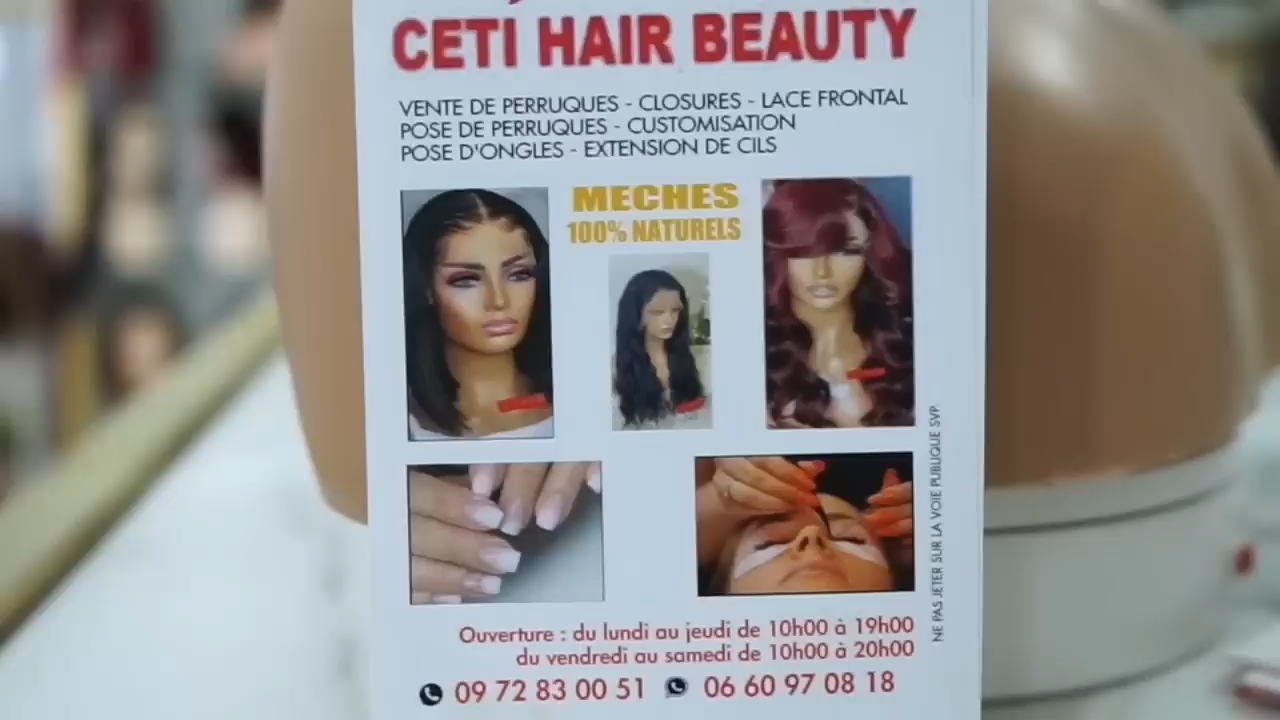 CETI HAIR BEAUTY
VENTE DE PERRUQUES - CLOSURES - LACE FRONTAL
POSE DE PERRUQUES - CUSTOMISATION
POSE D'ONGLES - EXTENSION DE CILS
MECHES
100% NATURELS
NE PAS JETER SUR LA VOIE PUBLIQUE SVP.
Ouverture : du lundi au jeudi de 10h00 à 19h00
du vendredi au samedi de 10h00 à 20h00
09 72 83 00 51 06 60 97 08 18